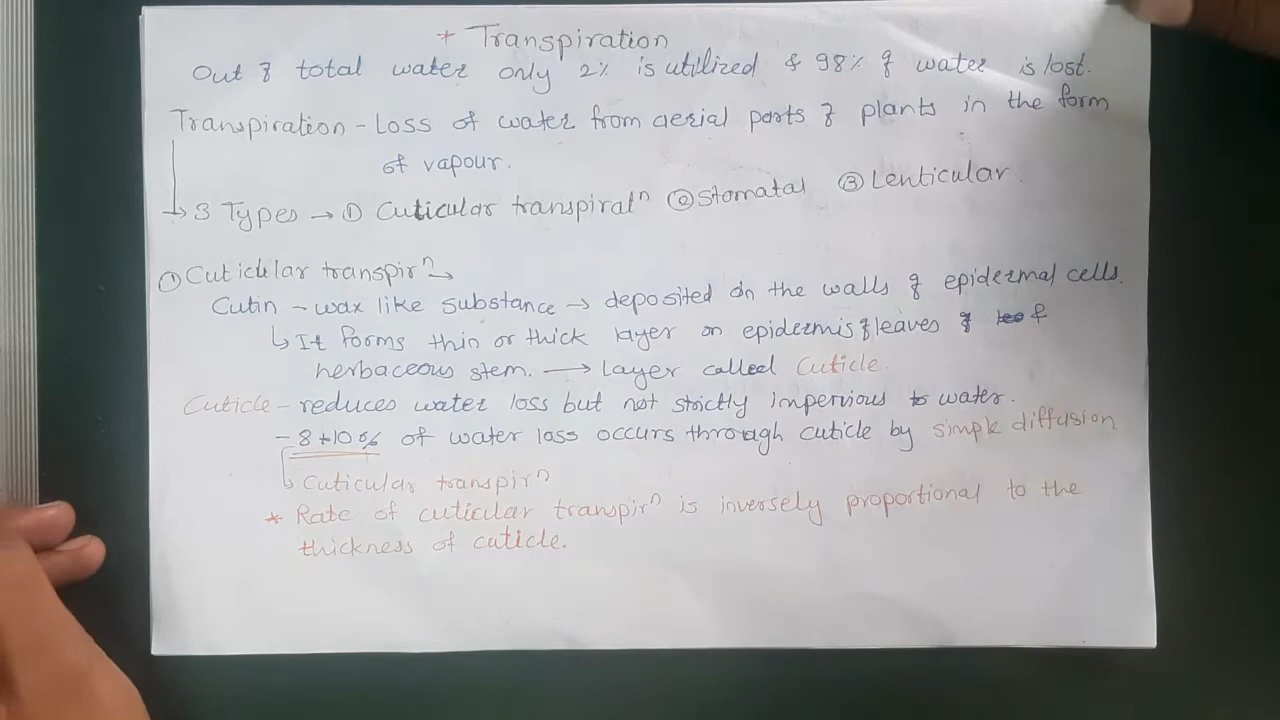 * Transpiration
Out of total water only 2% is utilized & 98% of water is lost.
Transpiration - Loss of water from aerial parts of plants in the form
of vapour.
→ 3 Types → ① Cuticular transpiratⁿ ② Stomatal ③ Lenticular.
① Cuticular transpirⁿ →
Cutin - wax like substance → deposited on the walls of epidermal cells.
↳ It forms thin or thick layer on epidermis of leaves of &
herbaceous stem. → Layer called Cuticle.
Cuticle - reduces water loss but not strictly impervious to water.
- 8 to 10% of water loss occurs through cuticle by simple diffusion
↳ Cuticular transpirⁿ
* Rate of cuticular transpirⁿ is inversely proportional to the
thickness of cuticle.